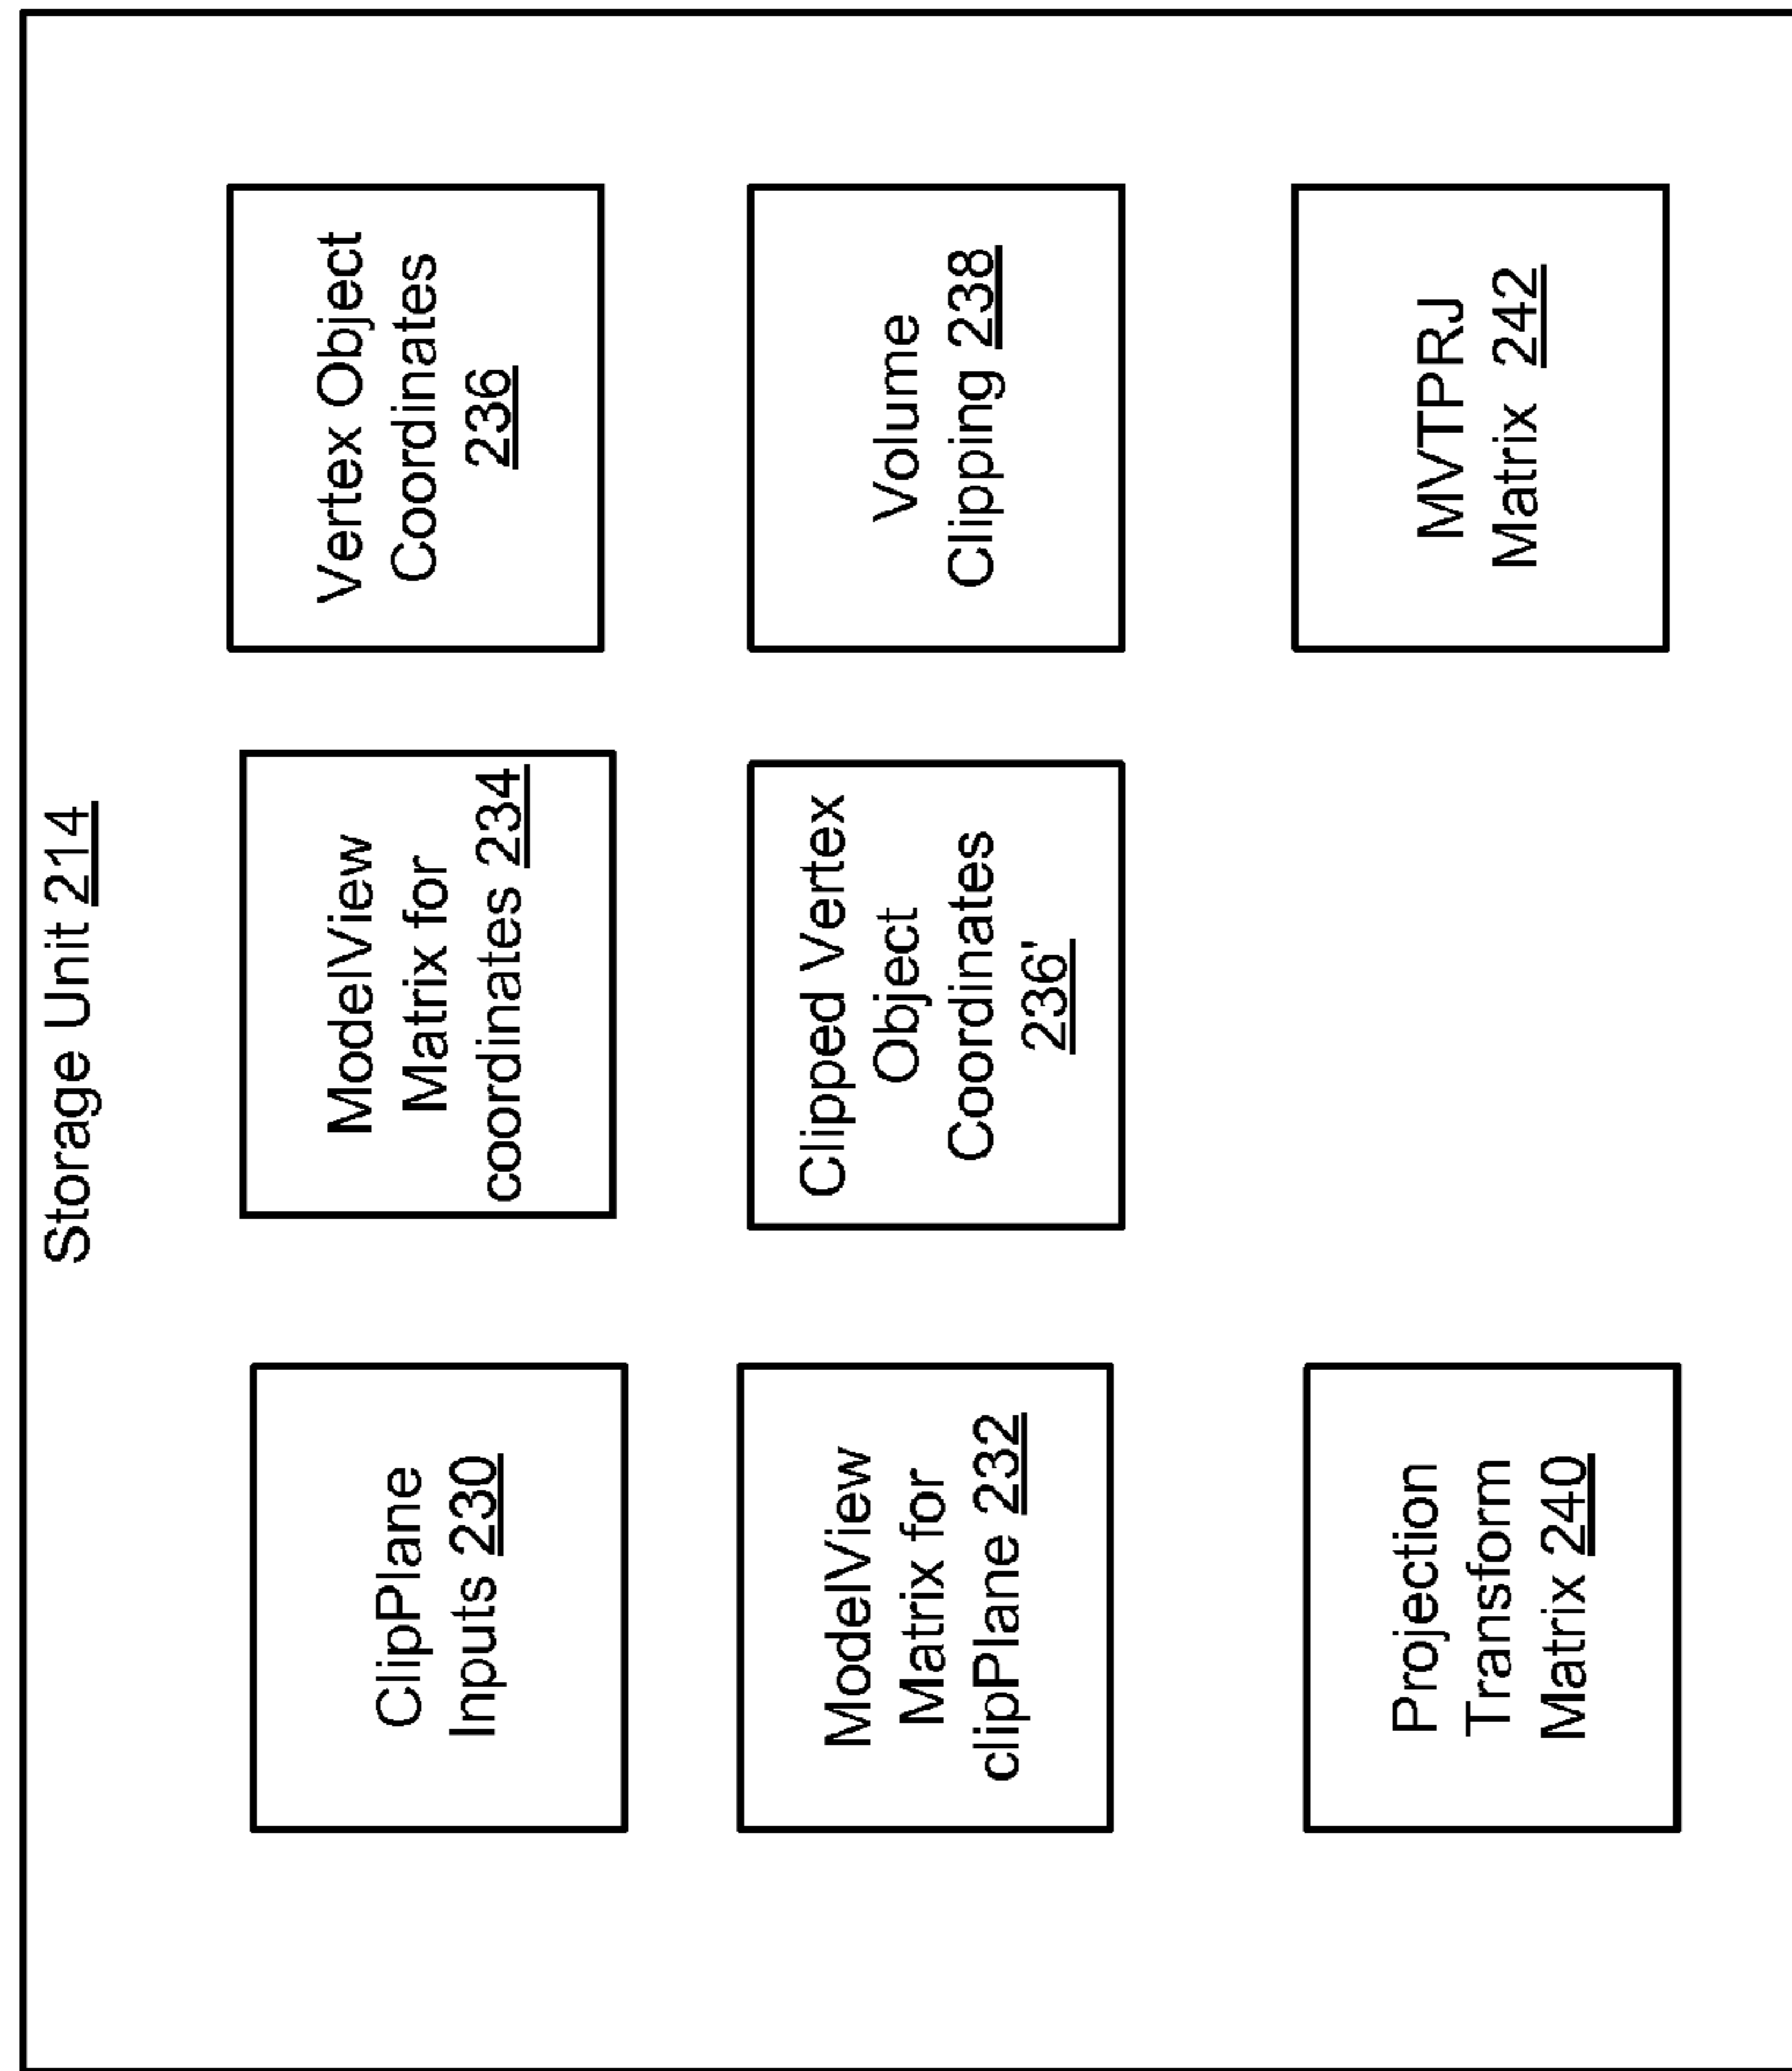 Storage Unit 214
ClipPlane
Inputs 230
ModelView
Matrix for
coordinates 234
Vertex Object
Coordinates
236
ModelView
Matrix for
clipPlane 232
Clipped Vertex
Object
Coordinates
236'
Volume
Clipping 238
Projection
Transform
Matrix 240
MVTPRJ
Matrix 242